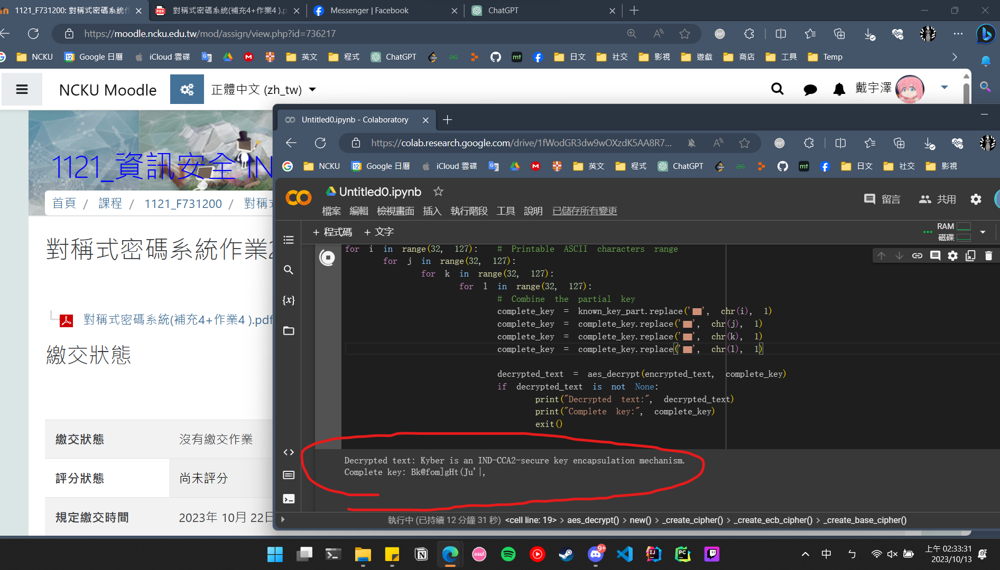 1121_F731200: 對稱式密碼系統作
對稱式密碼系統(補充4+作業4 ).p
Messenger | Facebook
ChatGPT
https://moodle.ncku.edu.tw/mod/assign/view.php?id=736217
NCKU
Google 日曆
iCloud 雲碟
英文
程式
ChatGPT
日文
社交
影視
遊戲
商店
工具
Temp
NCKU Moodle
正體中文 (zh_tw)
戴宇澤
1121_資訊安全 IN
首頁 / 課程 / 1121_F731200 / 對稱式
對稱式密碼系統作業2
對稱式密碼系統(補充4+作業4 ).pdf
繳交狀態
繳交狀態 沒有繳交作業
評分狀態 尚未評分
規定繳交時間 2023年 10月 22日
Untitled0.ipynb - Colaboratory
https://colab.research.google.com/drive/1fWodGR3dw9wOXzdK5AA8R7...
NCKU
Google 日曆
iCloud 雲碟
英文
程式
ChatGPT
日文
社交
影視
Untitled0.ipynb
留言
共用
檔案 編輯 檢視畫面 插入 執行階段 工具 說明 已儲存所有變更
+ 程式碼 + 文字
RAM
磁碟
for i in range(32, 127): # Printable ASCII characters range
for j in range(32, 127):
for k in range(32, 127):
for l in range(32, 127):
# Combine the partial key
complete_key = known_key_part.replace('■', chr(i), 1)
complete_key = complete_key.replace('■', chr(j), 1)
complete_key = complete_key.replace('■', chr(k), 1)
complete_key = complete_key.replace('■', chr(l), 1)
decrypted_text = aes_decrypt(encrypted_text, complete_key)
if decrypted_text is not None:
print("Decrypted text:", decrypted_text)
print("Complete key:", complete_key)
exit()
Decrypted text: Kyber is an IND-CCA2-secure key encapsulation mechanism.
Complete key: Bk@fom]gHt(Ju'|,
執行中 (已持續 12 分鐘 31 秒) <cell line: 19> > aes_decrypt() > new() > _create_cipher() > _create_ecb_cipher() > _create_base_cipher()
中
ㄅ
上午 02:33:31
2023/10/13